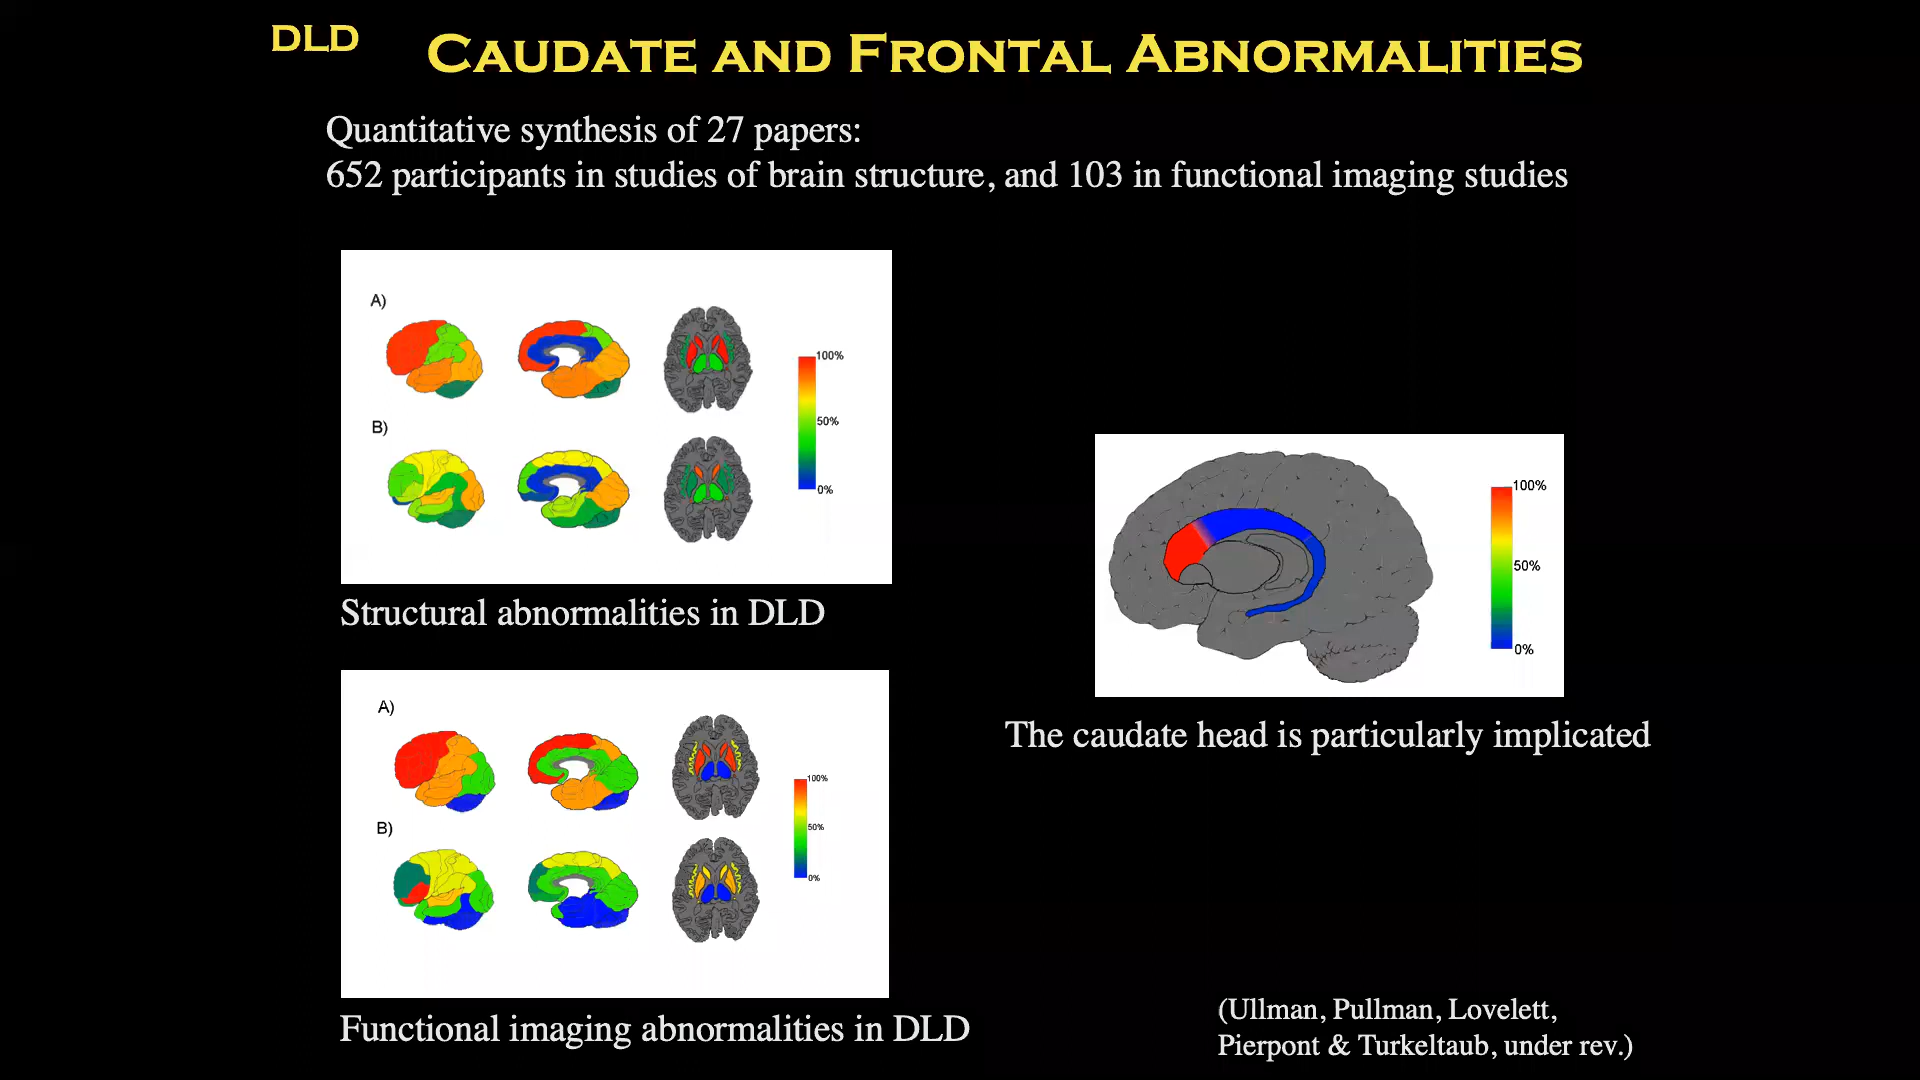 DLD
CAUDATE AND FRONTAL ABNORMALITIES
Quantitative synthesis of 27 papers:
652 participants in studies of brain structure, and 103 in functional imaging studies
A)
100%
50%
B)
0%
Structural abnormalities in DLD
100%
50%
0%
The caudate head is particularly implicated
A)
100%
50%
B)
0%
Functional imaging abnormalities in DLD
(Ullman, Pullman, Lovelett,
Pierpont & Turkeltaub, under rev.)